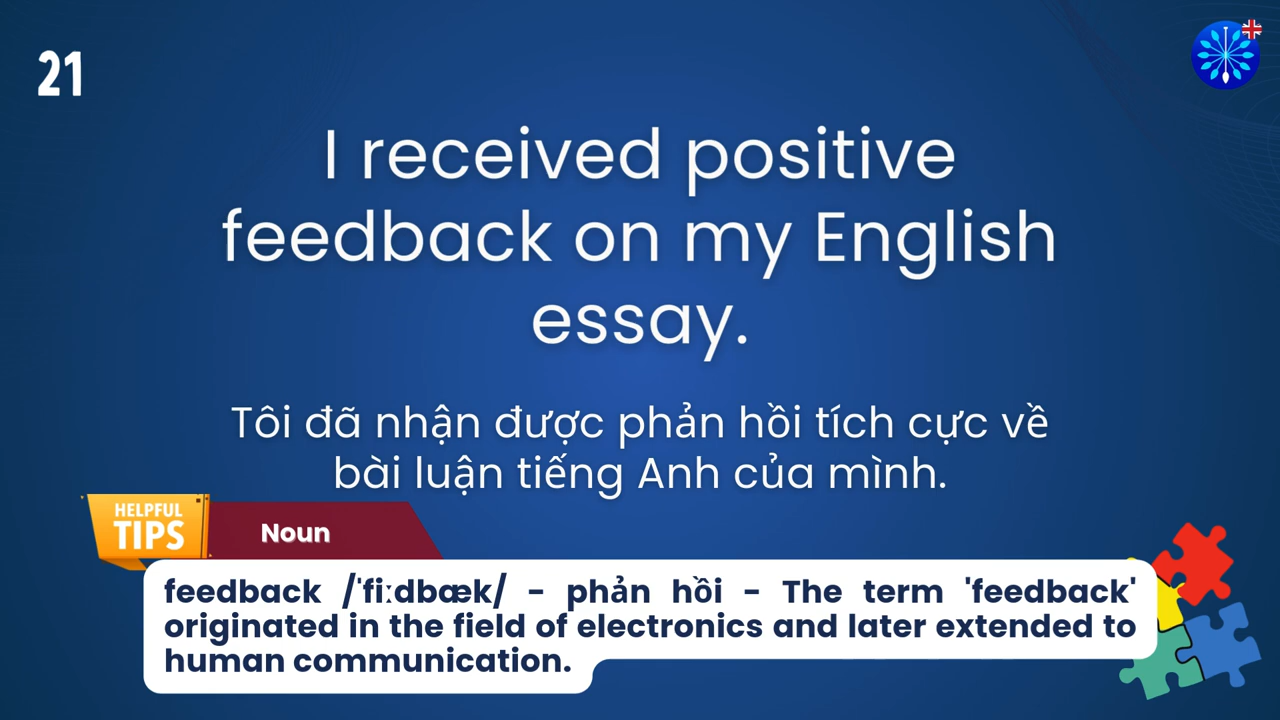 21
I received positive
feedback on my English
essay.
Tôi đã nhận được phản hồi tích cực về
bài luận tiếng Anh của mình.
HELPFUL
TIPS
Noun
feedback /ˈfiːdbæk/ - phản hồi - The term 'feedback'
originated in the field of electronics and later extended to
human communication.